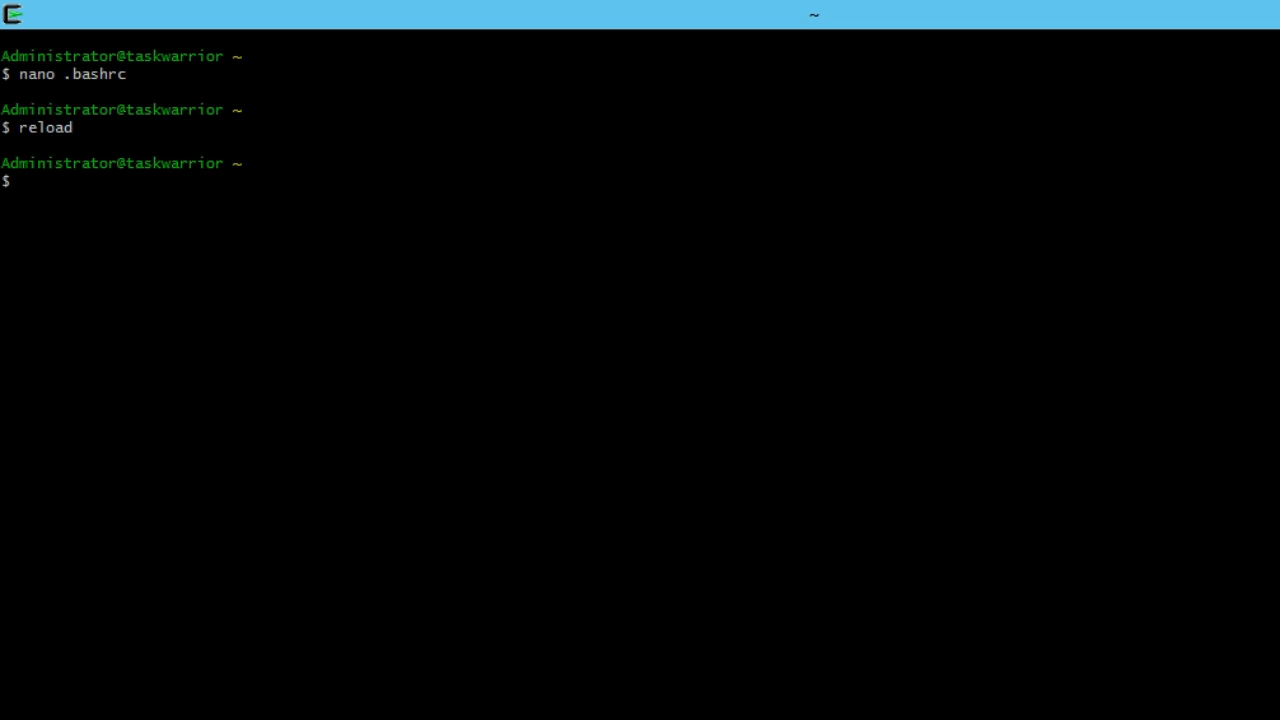 ~
Administrator@taskwarrior ~
$ nano .bashrc
Administrator@taskwarrior ~
$ reload
Administrator@taskwarrior ~
$